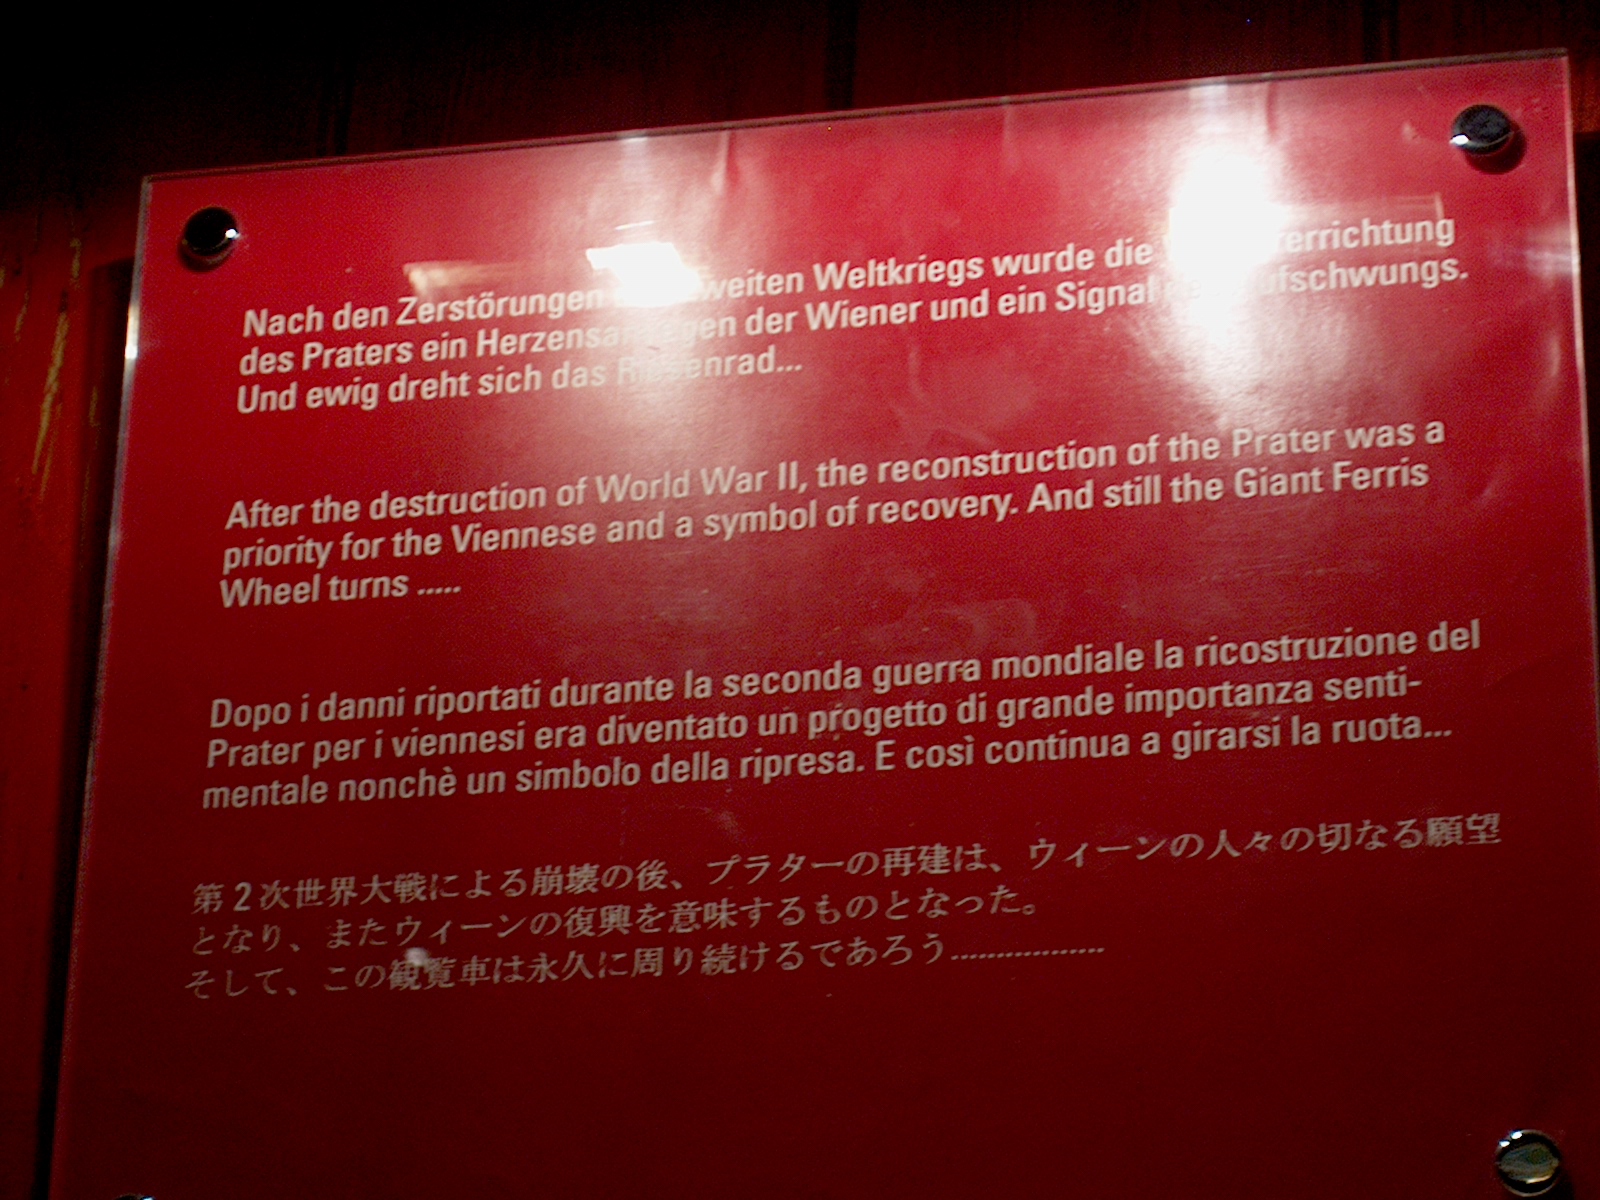 Nach den Zerstörungen Zweiten Weltkriegs wurde die
des Praters ein Herzensanliegen der Wiener und ein Signal des Aufschwungs.
Und ewig dreht sich das Riesenrad...
After the destruction of World War II, the reconstruction of the Prater was a
priority for the Viennese and a symbol of recovery. And still the Giant Ferris
Wheel turns .....
Dopo i danni riportati durante la seconda guerra mondiale la ricostruzione del
Prater per i viennesi era diventato un progetto di grande importanza senti-
mentale nonchè un simbolo della ripresa. E così continua a girarsi la ruota...
第2次世界大戦による崩壊の後、プラターの再建は、ウィーンの人々の切なる願望
となり、またウィーンの復興を意味するものとなった。
そして、この観覧車は永久に周り続けるであろう.................